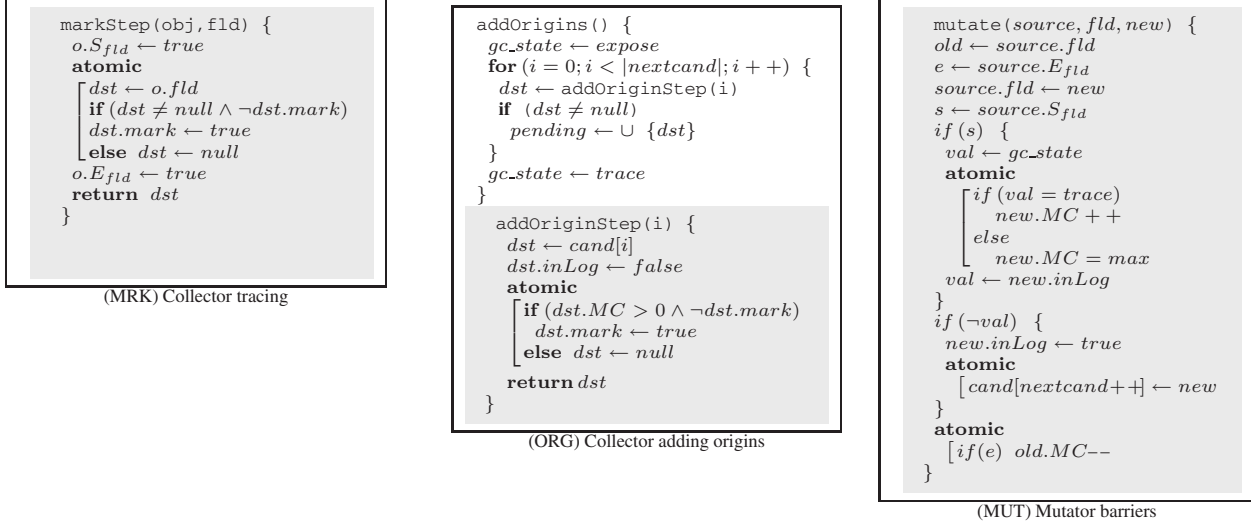 markStep(obj,fld) {
o.S_fld ← true
atomic
dst ← o.fld
if (dst ≠ null ∧ ¬dst.mark)
dst.mark ← true
else dst ← null
o.E_fld ← true
return dst
}
(MRK) Collector tracing
addOrigins() {
gc_state ← expose
for (i = 0; i < |nextcand|; i ++) {
dst ← addOriginStep(i)
if (dst ≠ null)
pending ← ∪ {dst}
}
gc_state ← trace
}
addOriginStep(i) {
dst ← cand[i]
dst.inLog ← false
atomic
if (dst.MC > 0 ∧ ¬dst.mark)
dst.mark ← true
else dst ← null
return dst
}
(ORG) Collector adding origins
mutate(source, fld, new) {
old ← source.fld
e ← source.E_fld
source.fld ← new
s ← source.S_fld
if (s) {
val ← gc_state
atomic
if (val = trace)
new.MC ++
else
new.MC = max
val ← new.inLog
}
if (¬val) {
new.inLog ← true
atomic
cand[nextcand++] ← new
}
atomic
if(e) old.MC--
}
(MUT) Mutator barriers